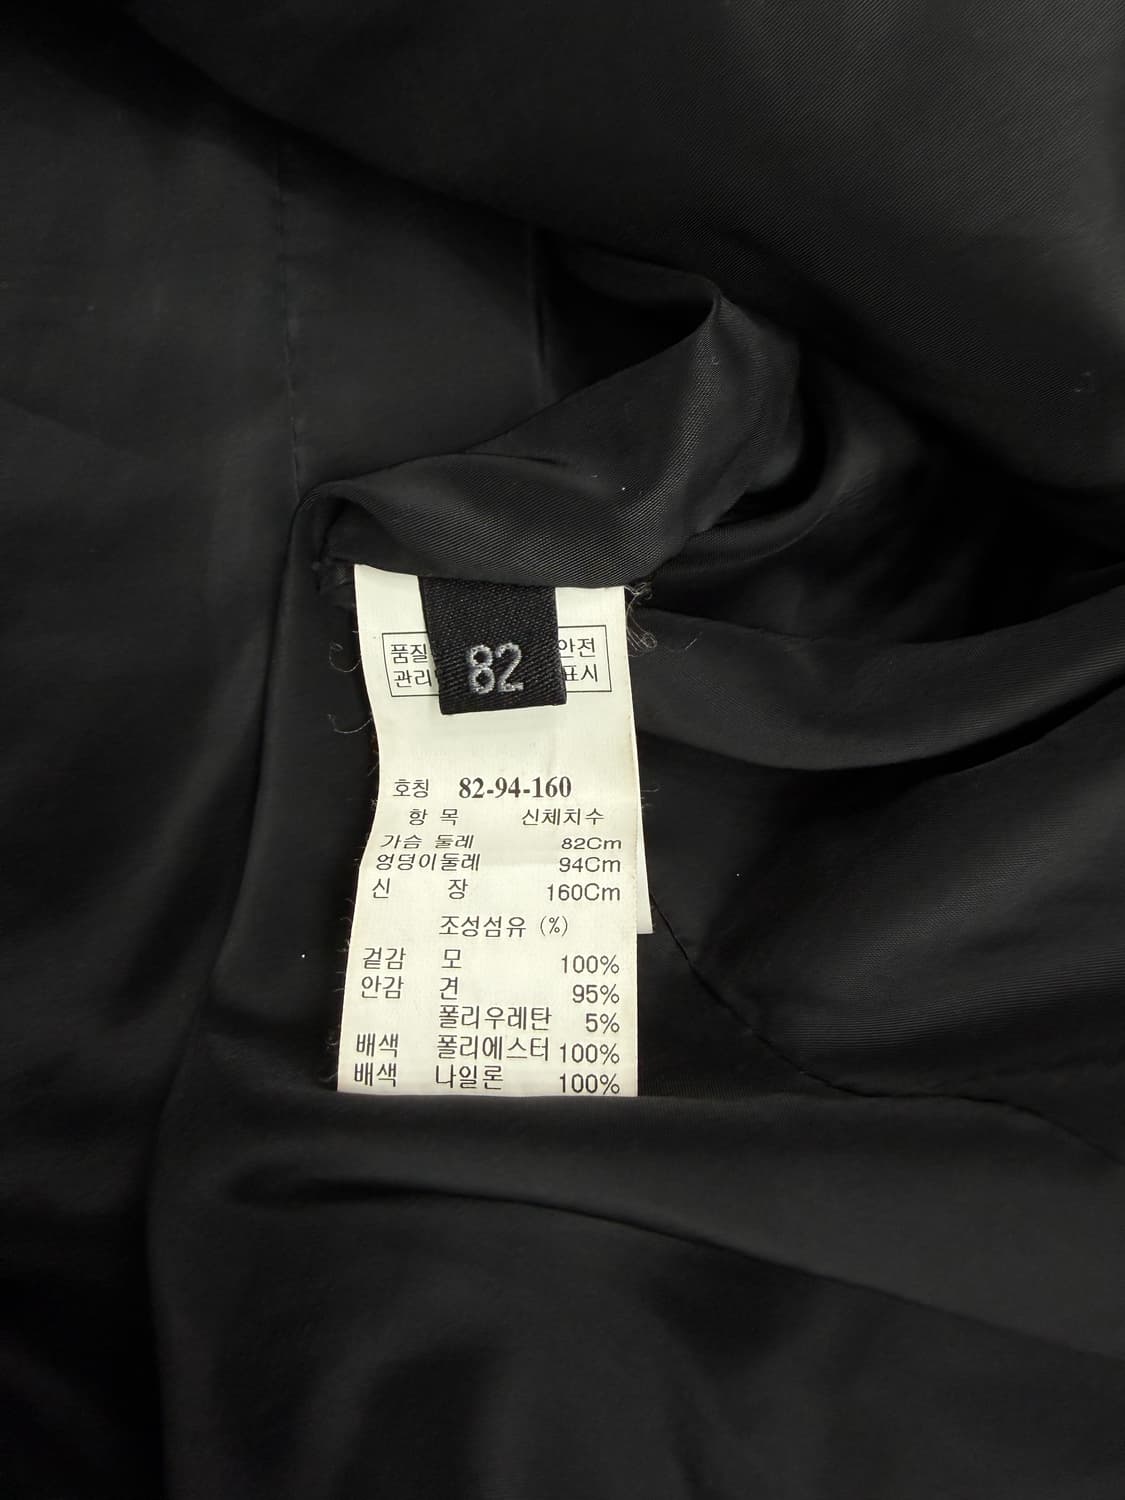 82
품질 안전
관리 표시
호칭 82-94-160
항 목 신체치수
가슴 둘레 82Cm
엉덩이둘레 94Cm
신 장 160Cm
조성섬유 (%)
겉감 모 100%
안감 견 95%
폴리우레탄 5%
배색 폴리에스터 100%
배색 나일론 100%